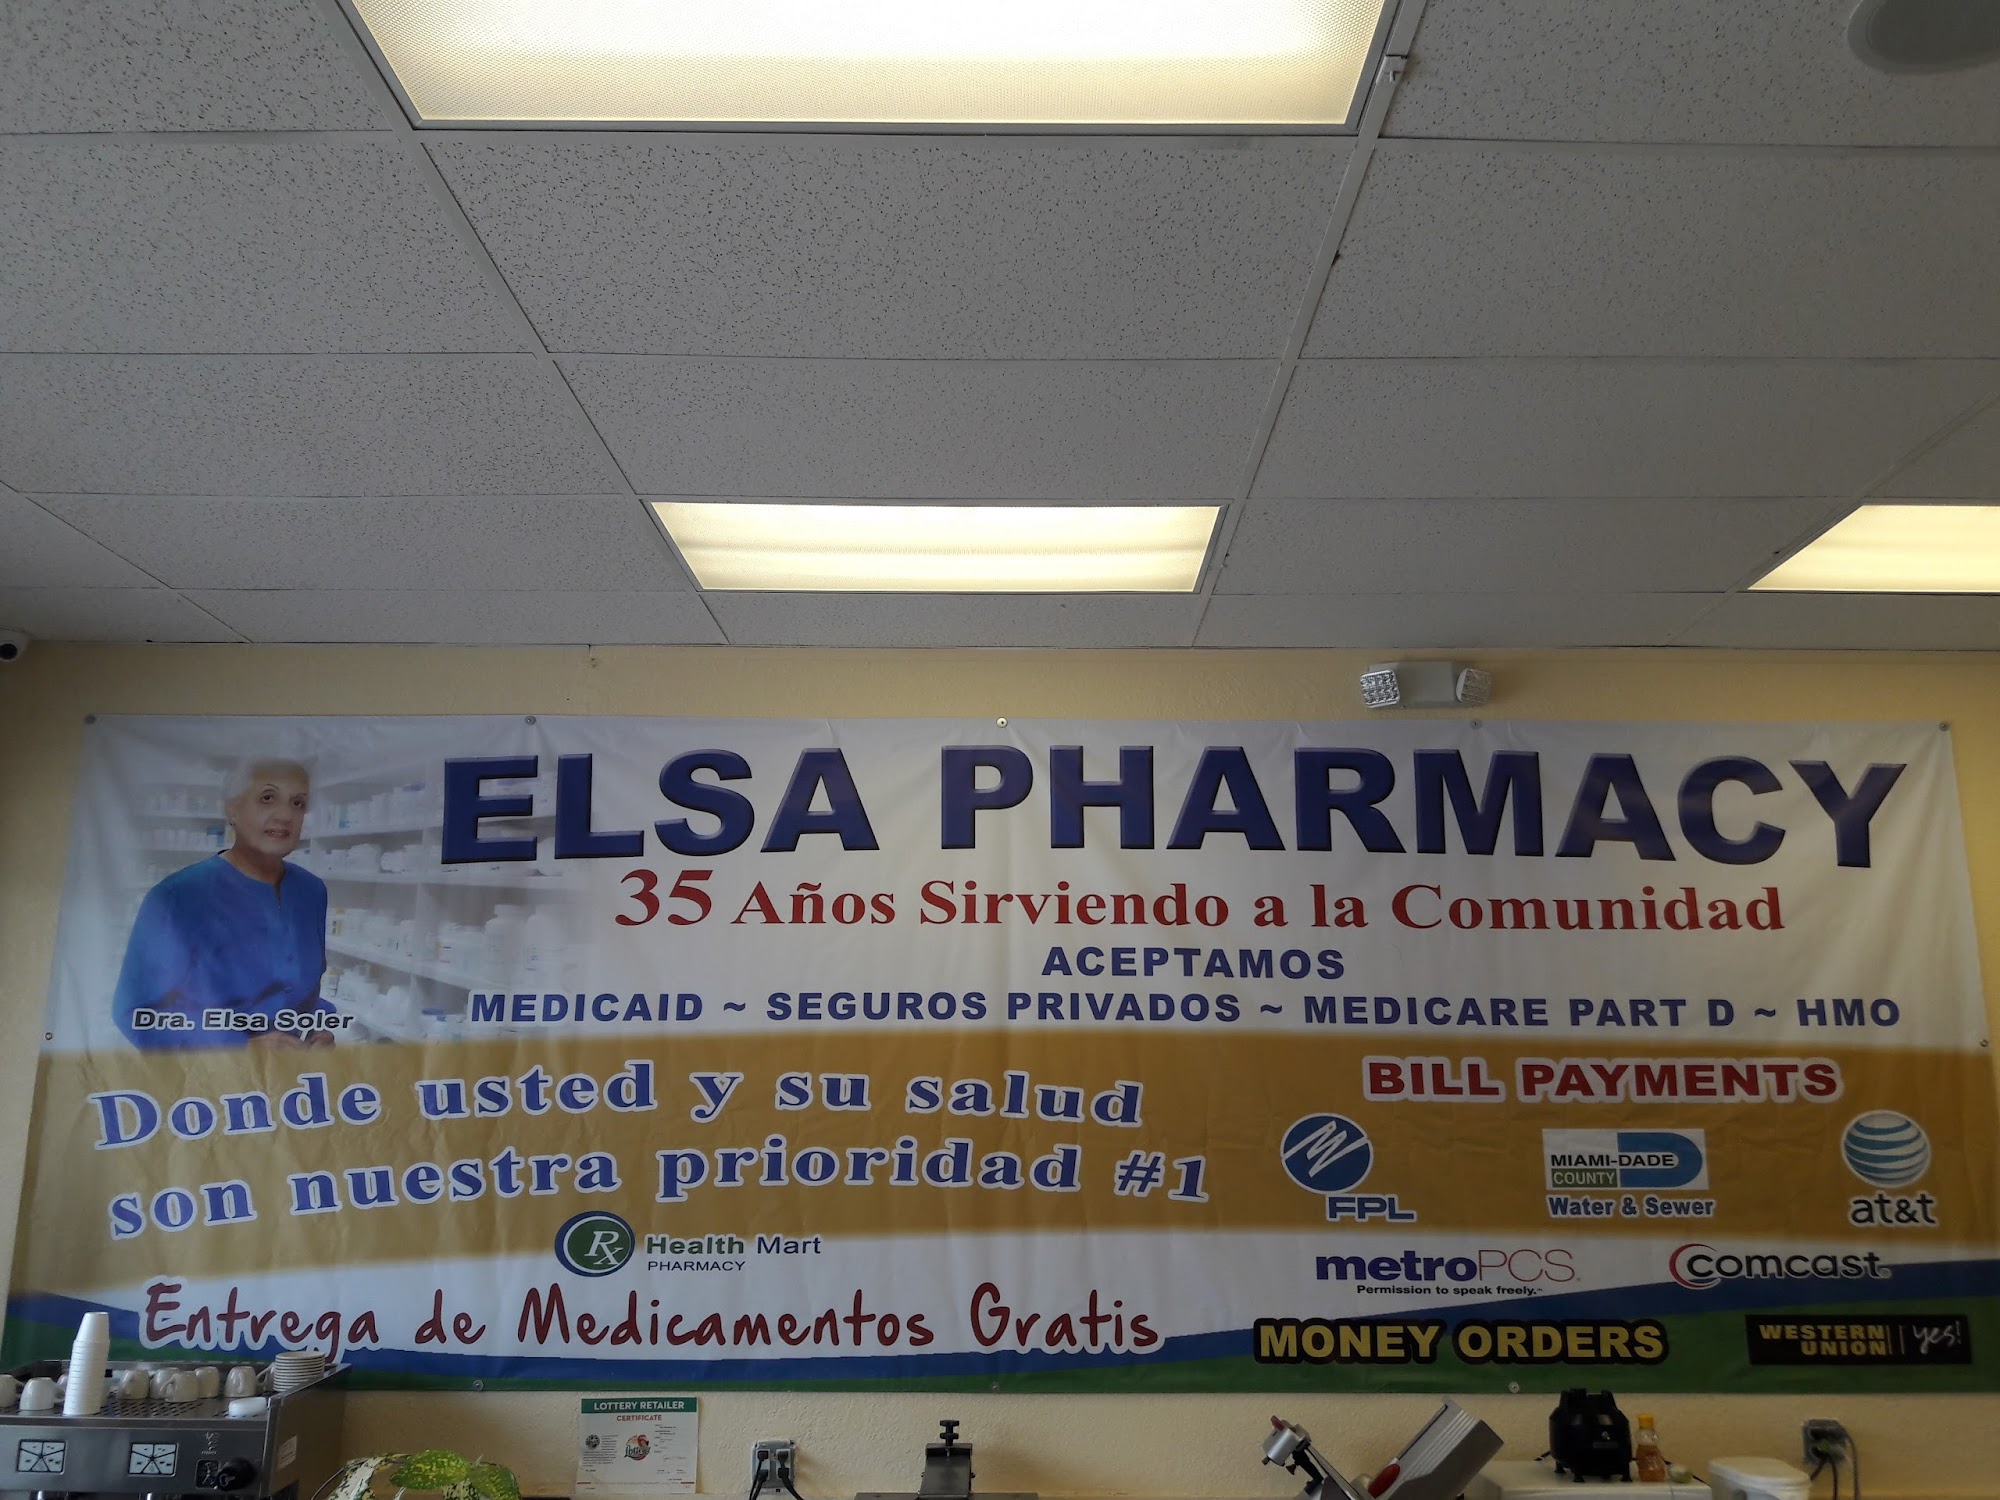 ELSA PHARMACY
35 Años Sirviendo a la Comunidad
ACEPTAMOS
MEDICAID ~ SEGUROS PRIVADOS ~ MEDICARE PART D ~ HMO
Dra. Elsa Soler
Donde usted y su salud
son nuestra prioridad #1
Rx Health Mart
PHARMACY
Entrega de Medicamentos Gratis
BILL PAYMENTS
FPL
MIAMI-DADE
COUNTY
Water & Sewer
at&t
metroPCS
Permission to speak freely.
comcast
MONEY ORDERS
WESTERN
UNION
yes!
LOTTERY RETAILER
CERTIFICATE